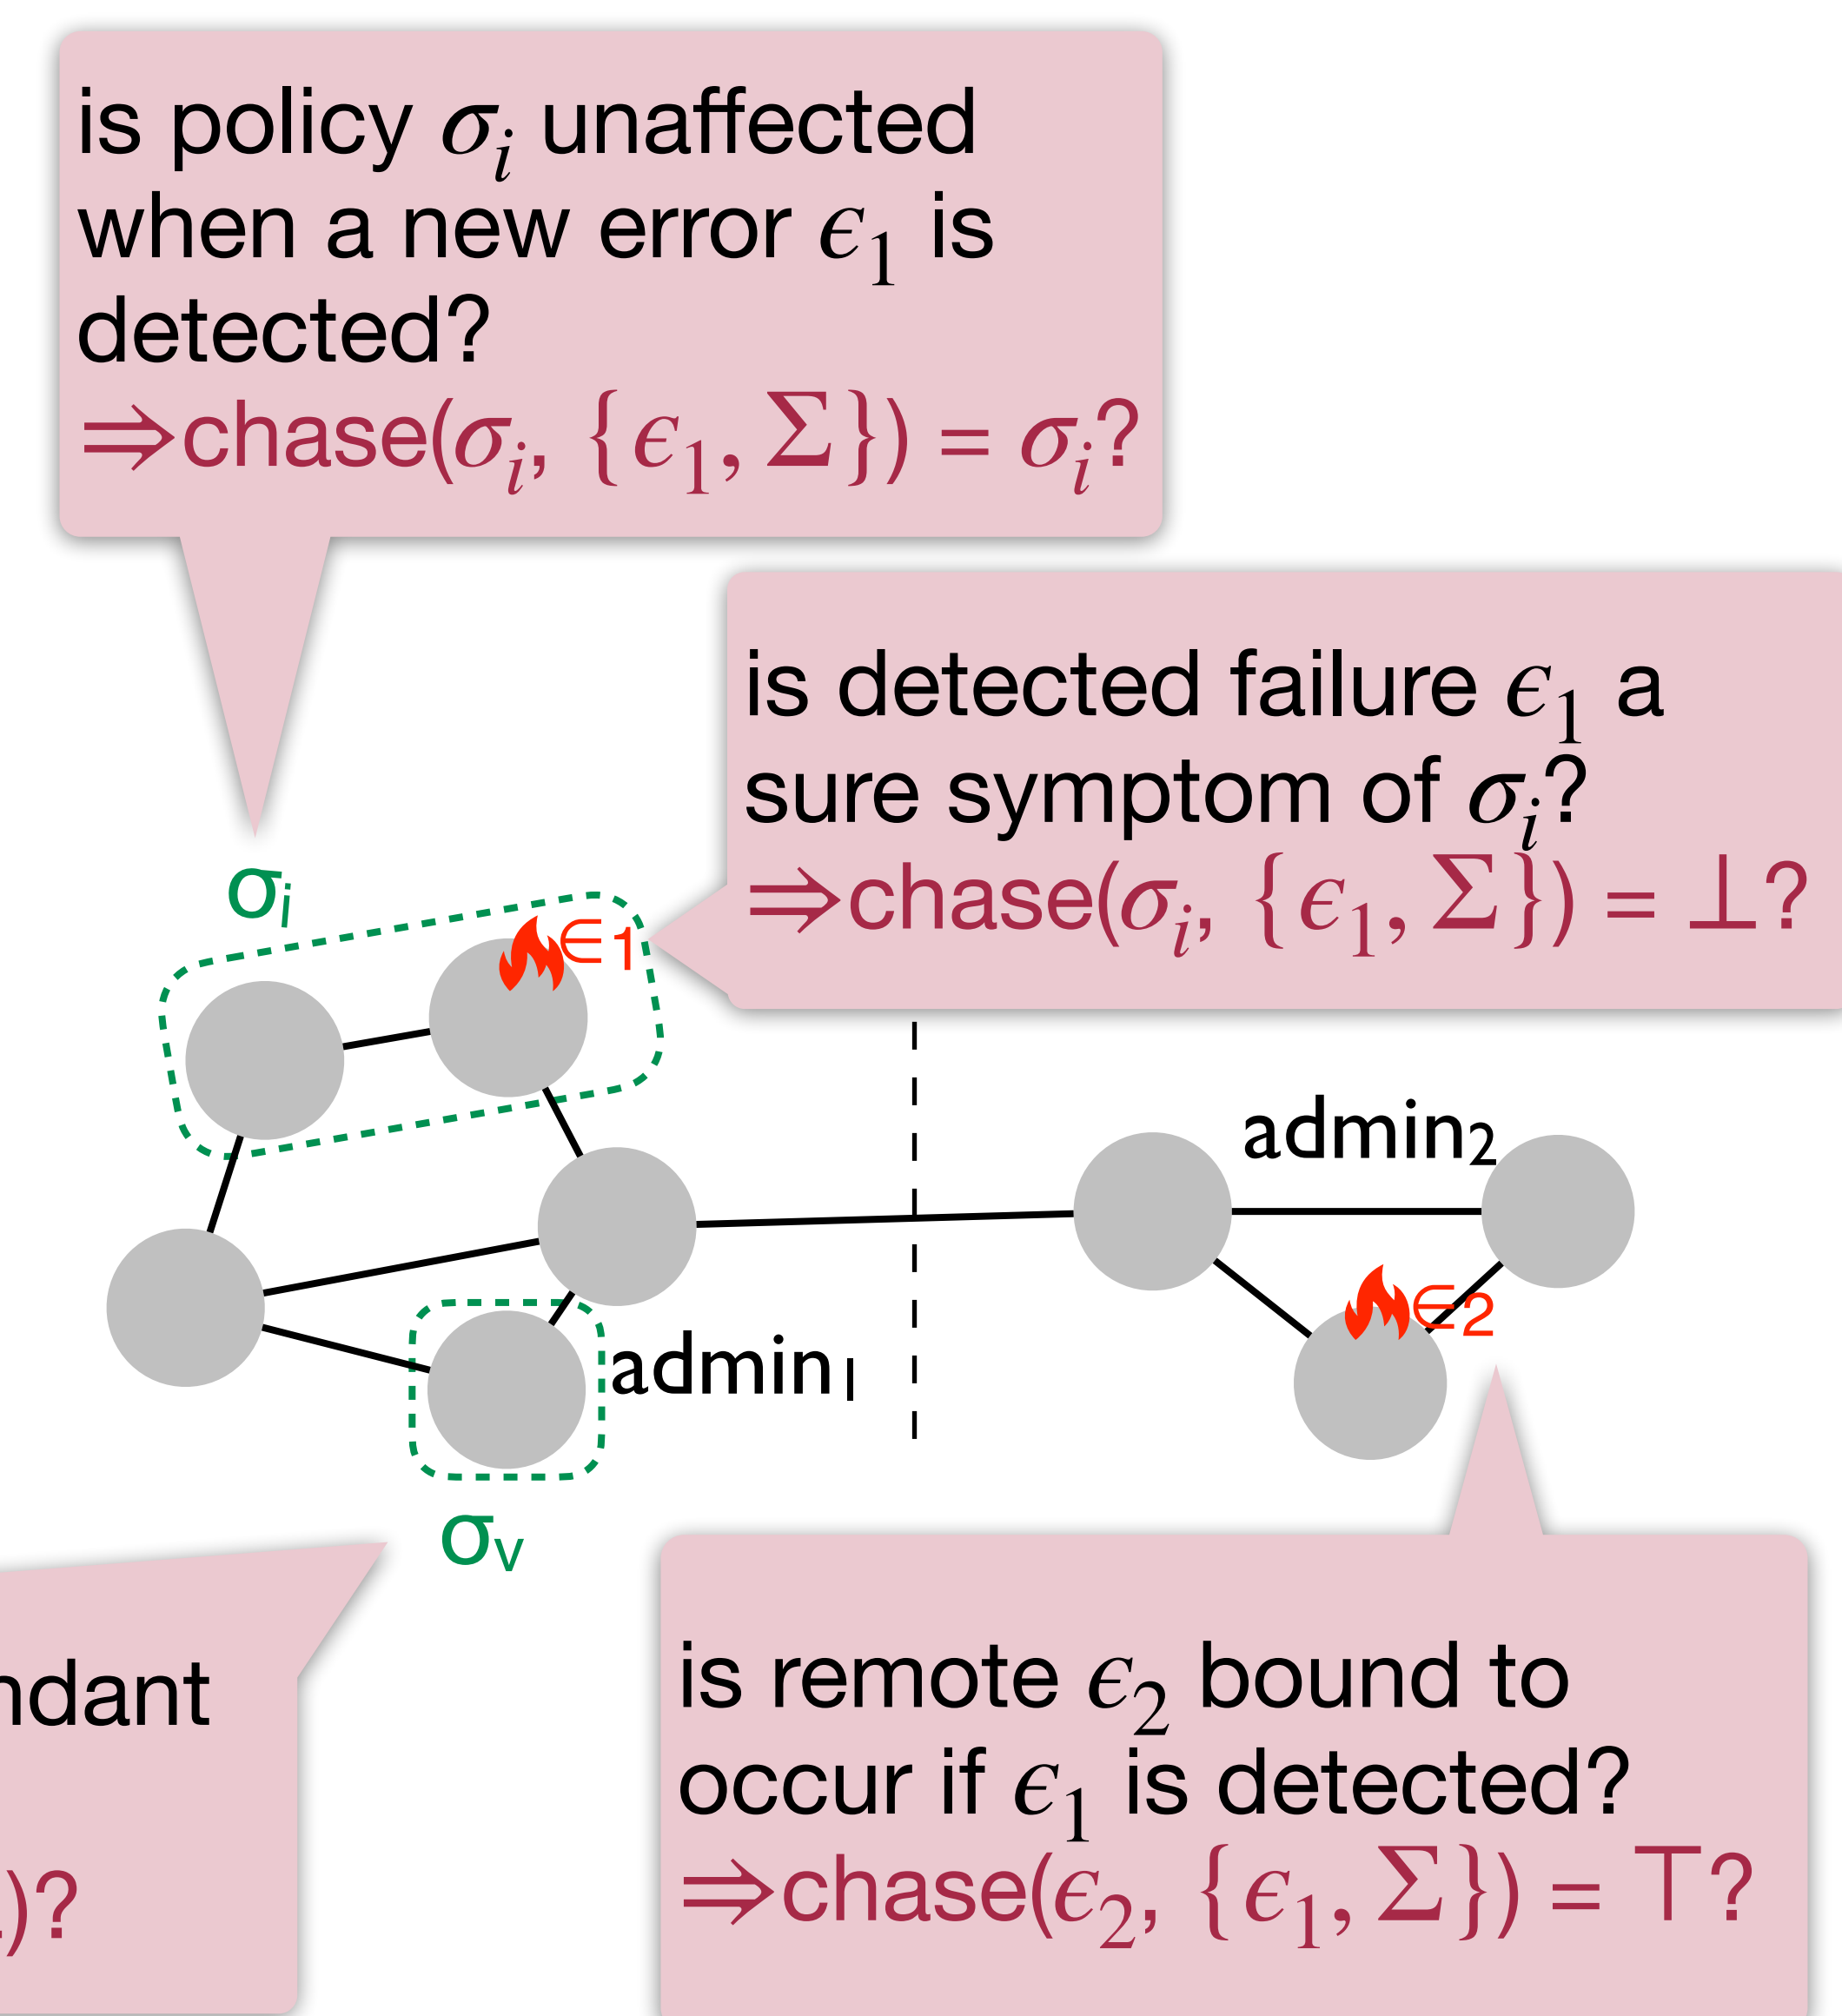 is policy σᵢ unaffected
when a new error ϵ₁ is
detected?
⇒chase(σᵢ, {ϵ₁, Σ}) = σᵢ?
is detected failure ϵ₁ a
sure symptom of σᵢ?
⇒chase(σᵢ, {ϵ₁, Σ}) = ⊥?
σᵢ
∈₁
admin₂
∈₂
admin₁
σᵥ
ndant
)?
is remote ϵ₂ bound to
occur if ϵ₁ is detected?
⇒chase(ϵ₂, {ϵ₁, Σ}) = ⊤?